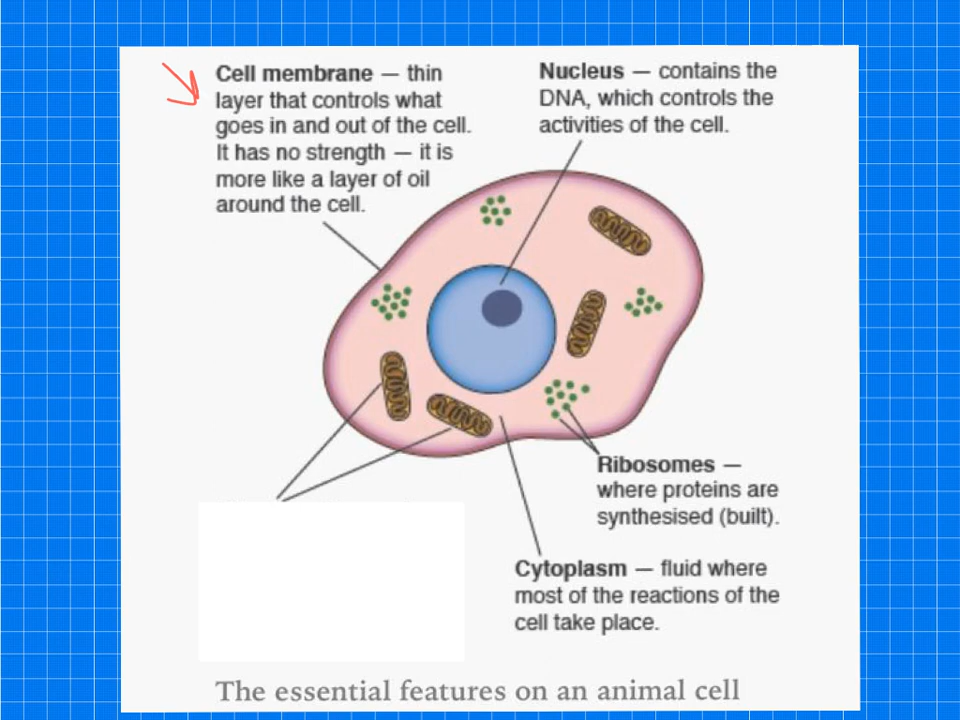 Cell membrane — thin
layer that controls what
goes in and out of the cell.
It has no strength — it is
more like a layer of oil
around the cell.
Nucleus — contains the
DNA, which controls the
activities of the cell.
Ribosomes —
where proteins are
synthesised (built).
Cytoplasm — fluid where
most of the reactions of the
cell take place.
The essential features on an animal cell